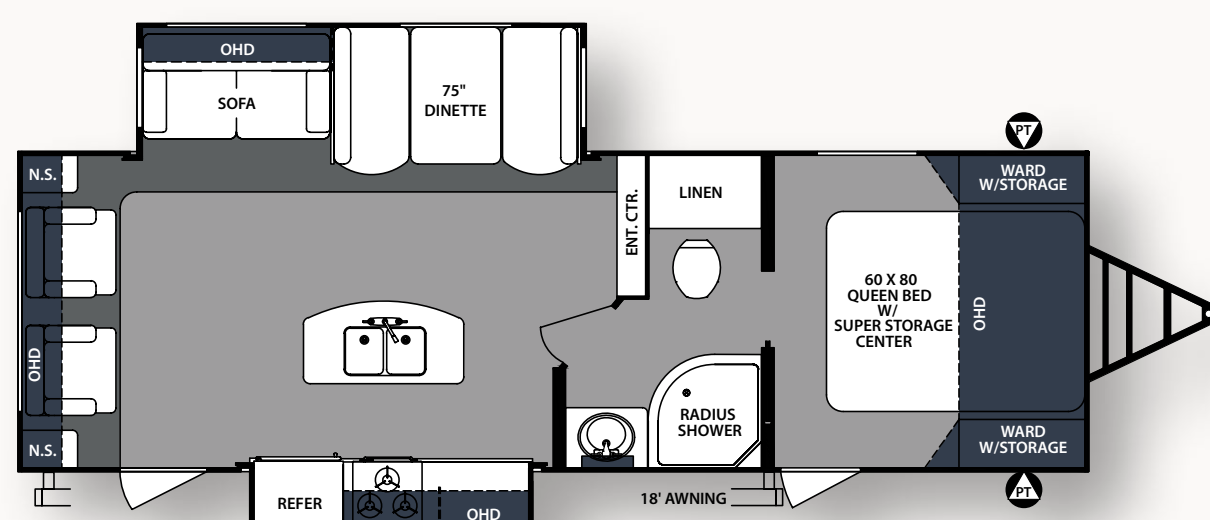 OHD
SOFA
75"
DINETTE
PT
N.S.
WARD
W/STORAGE
LINEN
ENT. CTR.
60 X 80
QUEEN BED
W/
SUPER STORAGE
CENTER
OHD
OHD
RADIUS
SHOWER
WARD
W/STORAGE
N.S.
REFER
OHD
18' AWNING
PT